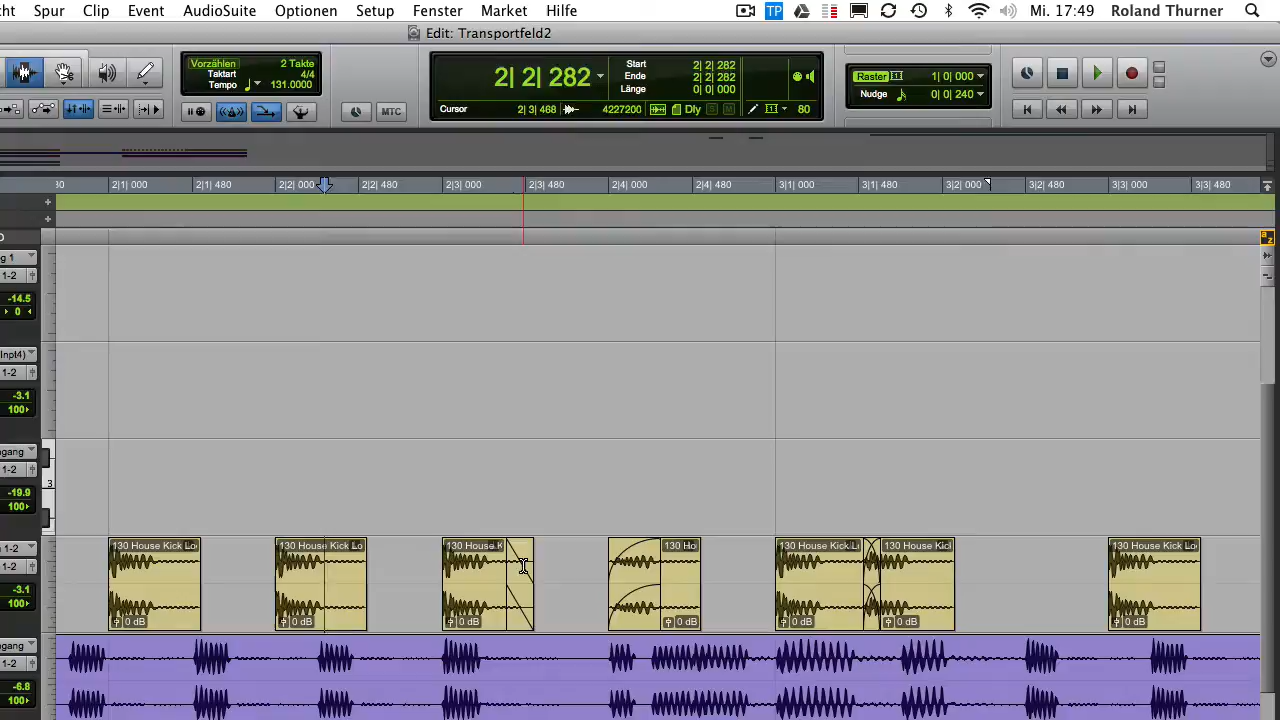 cht Spur Clip Event AudioSuite Optionen Setup Fenster Market Hilfe TP Mi. 17:49 Roland Thurner
Edit: Transportfeld2
Vorzählen 2 Takte
Taktart 4/4
Tempo 131.0000
MTC
2| 2| 282
Start 2| 2| 282
Ende 2| 2| 282
Länge 0| 0| 000
Cursor 2| 3| 468 4227200 Dly S M 80
Raster 1| 0| 000
Nudge 0| 0| 240
80 2|1| 000 2|1| 480 2|2| 000 2|2| 480 2|3| 000 2|3| 480 2|4| 000 2|4| 480 3|1| 000 3|1| 480 3|2| 000 3|2| 480 3|3| 000 3|3| 480
O
a z
g 1
1-2
-14.5
0
Inpt4)
1-2
-3.1
100
gang
1-2
3
-19.9
100
1-2
130 House Kick Lo 130 House Kick Lo 130 House K 130 Ho 130 House Kick L 130 House Kicl 130 House Kick Lo
-3.1
100
0 dB 0 dB 0 dB 0 dB 0 dB 0 dB 0 dB
gang
1-2
-6.8
100